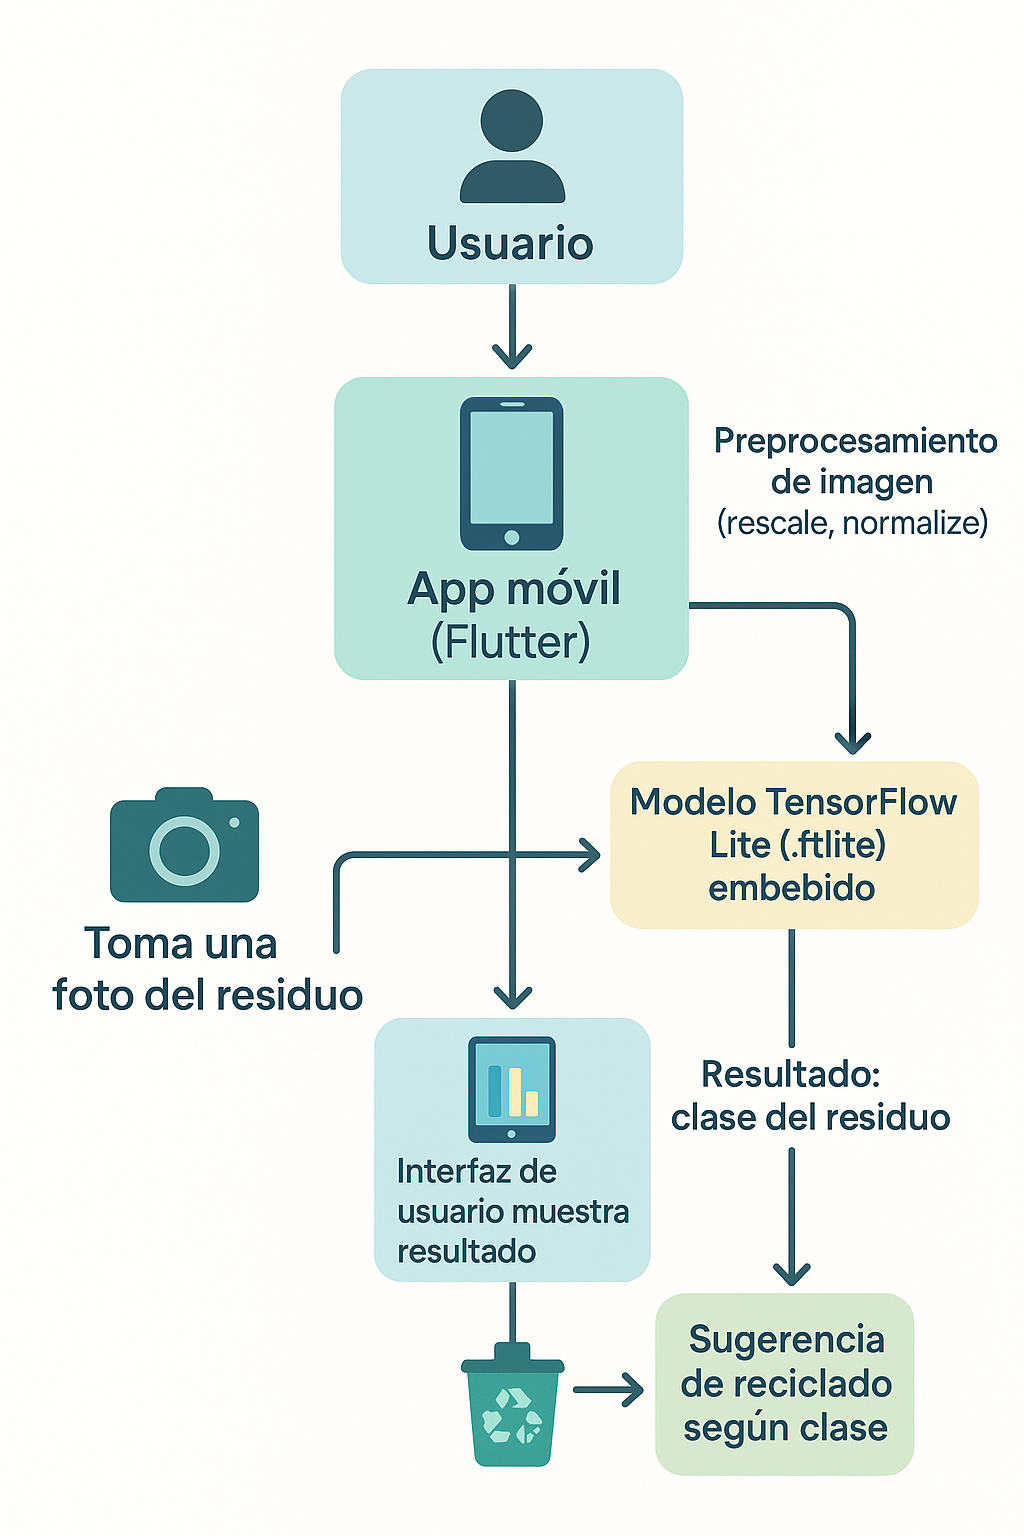 Usuario
App móvil
(Flutter)
Preprocesamiento
de imagen
(rescale, normalize)
Modelo TensorFlow
Lite (.ftlite)
embebido
Toma una
foto del residuo
Interfaz de
usuario muestra
resultado
Resultado:
clase del residuo
Sugerencia
de reciclado
según clase